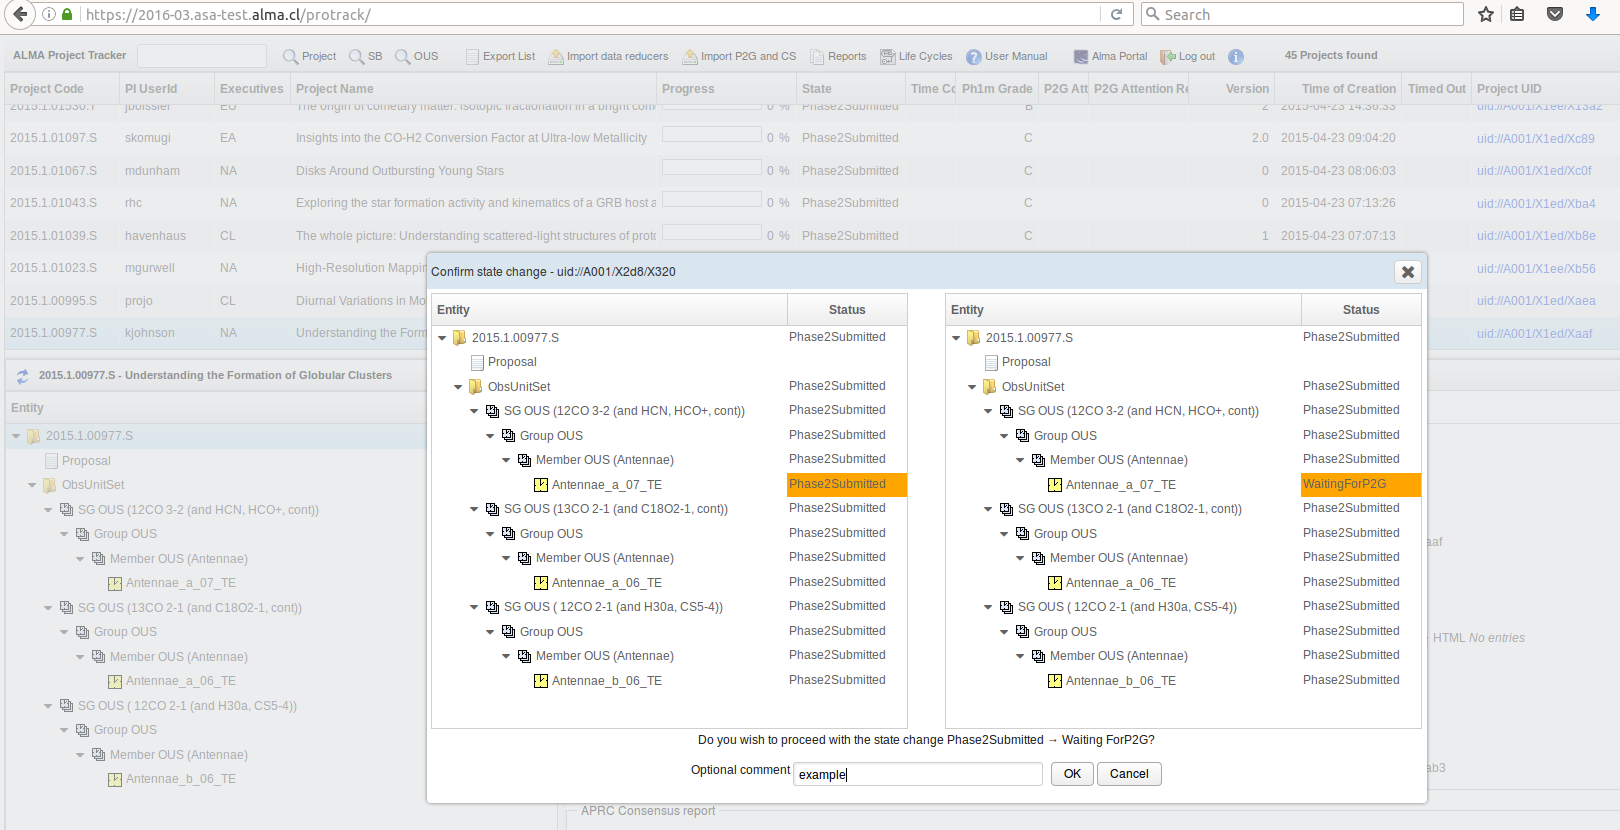 https://2016-03.asa-test.alma.cl/protrack/
Search
ALMA Project Tracker
Project
SB
OUS
Export List
Import data reducers
Import P2G and CS
Reports
Life Cycles
User Manual
Alma Portal
Log out
45 Projects found
Project Code PI UserId Executives Project Name Progress State Time Cc Ph1m Grade P2G Att P2G Attention Re Version Time of Creation Timed Out Project UID
2015.1.01530.T jboissier EU The origin of cometary matter: isotopic fractionation in a bright com 0 % Phase2Submitted B 2 2015-04-23 14:36:33 uid://A001/X1ee/X13a2
2015.1.01097.S skomugi EA Insights into the CO-H2 Conversion Factor at Ultra-low Metallicity 0 % Phase2Submitted C 2.0 2015-04-23 09:04:20 uid://A001/X1ed/Xc89
2015.1.01067.S mdunham NA Disks Around Outbursting Young Stars 0 % Phase2Submitted C 0 2015-04-23 08:06:03 uid://A001/X1ed/Xc0f
2015.1.01043.S rhc NA Exploring the star formation activity and kinematics of a GRB host a 0 % Phase2Submitted C 0 2015-04-23 07:13:26 uid://A001/X1ed/Xba4
2015.1.01039.S havenhaus CL The whole picture: Understanding scattered-light structures of proto 0 % Phase2Submitted C 1 2015-04-23 07:07:13 uid://A001/X1ed/Xb8e
2015.1.01023.S mgurwell NA High-Resolution Mappin uid://A001/X1ee/Xb56
2015.1.00995.S projo CL Diurnal Variations in Mo uid://A001/X1ed/Xaea
2015.1.00977.S kjohnson NA Understanding the Form uid://A001/X1ed/Xaaf
2015.1.00977.S - Understanding the Formation of Globular Clusters
Entity
2015.1.00977.S
Proposal
ObsUnitSet
SG OUS (12CO 3-2 (and HCN, HCO+, cont))
Group OUS
Member OUS (Antennae)
Antennae_a_07_TE
SG OUS (13CO 2-1 (and C18O2-1, cont))
Group OUS
Member OUS (Antennae)
Antennae_a_06_TE
SG OUS ( 12CO 2-1 (and H30a, CS5-4))
Group OUS
Member OUS (Antennae)
Antennae_b_06_TE
Confirm state change - uid://A001/X2d8/X320
Entity Status
2015.1.00977.S Phase2Submitted
Proposal
ObsUnitSet Phase2Submitted
SG OUS (12CO 3-2 (and HCN, HCO+, cont)) Phase2Submitted
Group OUS Phase2Submitted
Member OUS (Antennae) Phase2Submitted
Antennae_a_07_TE Phase2Submitted
SG OUS (13CO 2-1 (and C18O2-1, cont)) Phase2Submitted
Group OUS Phase2Submitted
Member OUS (Antennae) Phase2Submitted
Antennae_a_06_TE Phase2Submitted
SG OUS ( 12CO 2-1 (and H30a, CS5-4)) Phase2Submitted
Group OUS Phase2Submitted
Member OUS (Antennae) Phase2Submitted
Antennae_b_06_TE Phase2Submitted
Entity Status
2015.1.00977.S Phase2Submitted
Proposal
ObsUnitSet Phase2Submitted
SG OUS (12CO 3-2 (and HCN, HCO+, cont)) Phase2Submitted
Group OUS Phase2Submitted
Member OUS (Antennae) Phase2Submitted
Antennae_a_07_TE WaitingForP2G
SG OUS (13CO 2-1 (and C18O2-1, cont)) Phase2Submitted
Group OUS Phase2Submitted
Member OUS (Antennae) Phase2Submitted
Antennae_a_06_TE Phase2Submitted
SG OUS ( 12CO 2-1 (and H30a, CS5-4)) Phase2Submitted
Group OUS Phase2Submitted
Member OUS (Antennae) Phase2Submitted
Antennae_b_06_TE Phase2Submitted
Do you wish to proceed with the state change Phase2Submitted → Waiting ForP2G?
Optional comment example OK Cancel
aaf
HTML No entries
ab3
APRC Consensus report